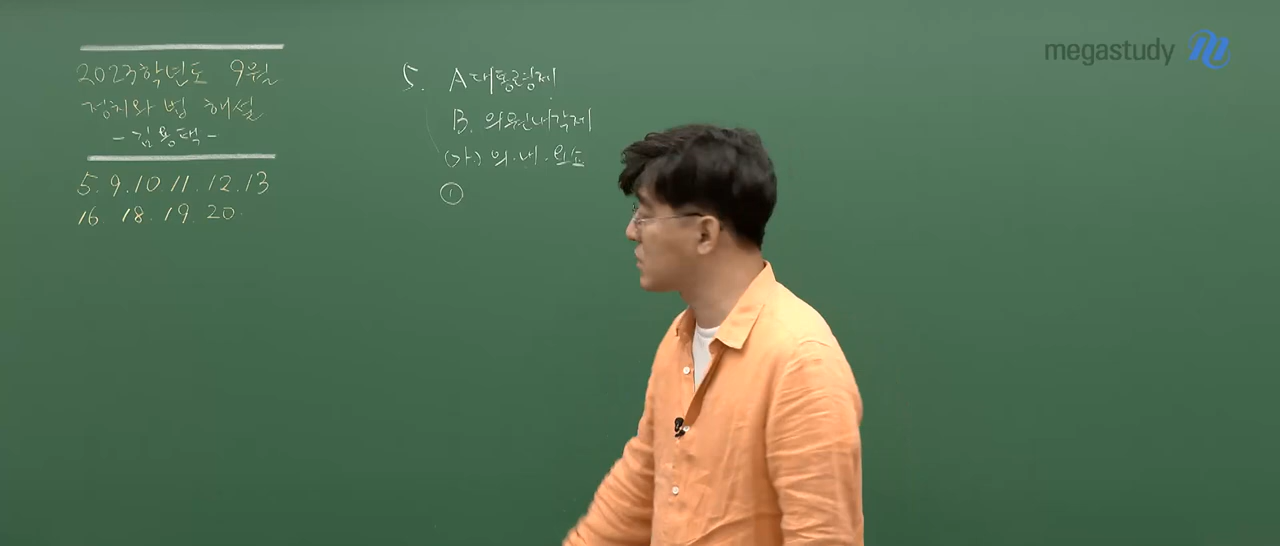 2023학년도 9월
정치와 법 해설
-김용택-
5. 9. 10. 11. 12. 13
16 18. 19. 20.
5. A 대통령제
B. 의원내각제
(가) 의.내.요소
①
megastudy